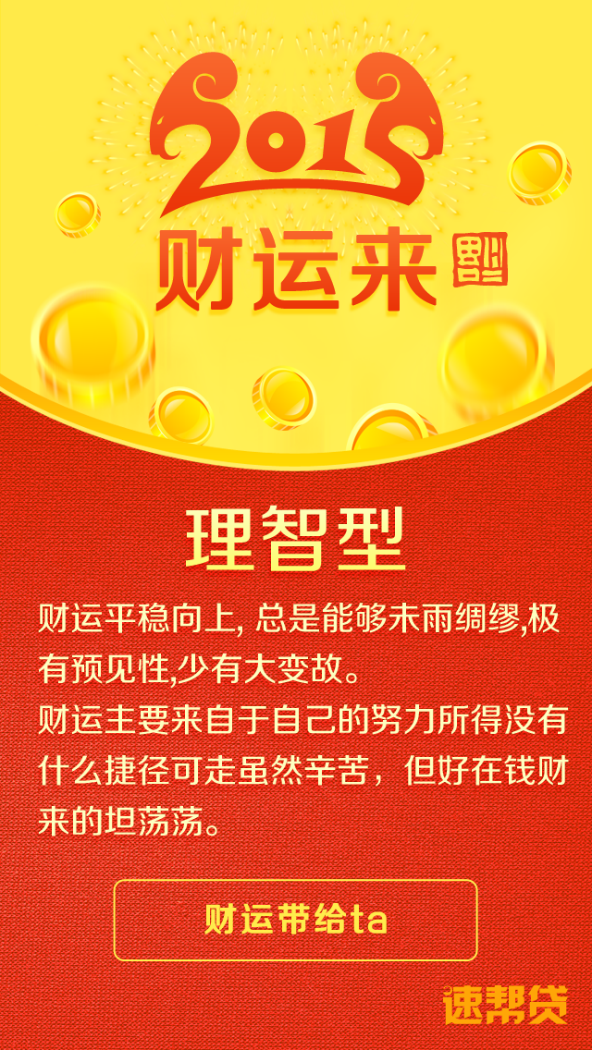 2015
财运来
理智型
财运平稳向上, 总是能够未雨绸缪,极
有预见性,少有大变故。
财运主要来自于自己的努力所得没有
什么捷径可走虽然辛苦，但好在钱财
来的坦荡荡。
财运带给ta
速帮贷